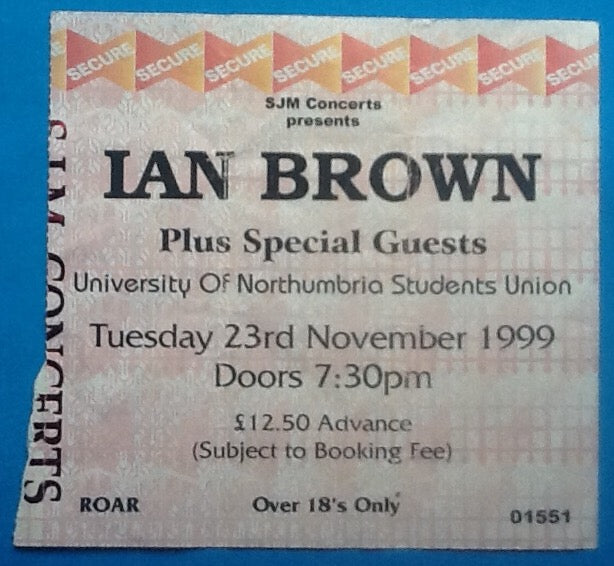 SECURE SECURE SECURE SECURE SECURE SECURE SECURE SECURE
SJM Concerts
presents
IAN BROWN
Plus Special Guests
University Of Northumbria Students Union
Tuesday 23rd November 1999
Doors 7:30pm
£12.50 Advance
(Subject to Booking Fee)
ROAR Over 18's Only 01551
SJM CONCERTS